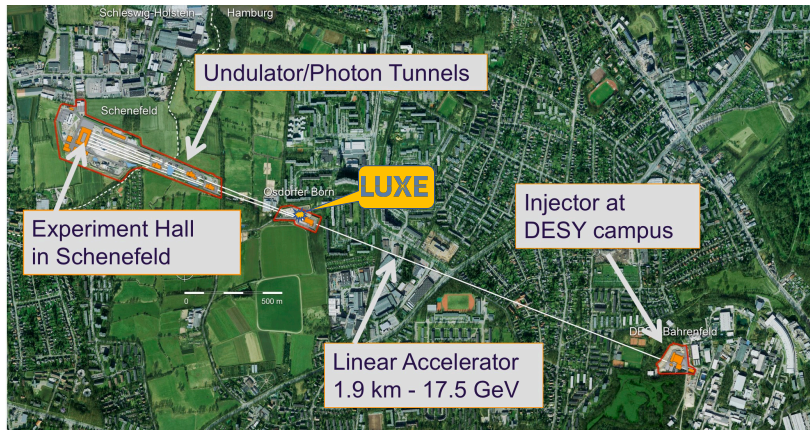 Schleswig-Holstein
Hamburg
Undulator/Photon Tunnels
Schenefeld
Osdorfer Born
LUXE
Experiment Hall
in Schenefeld
Injector at
DESY campus
0
500 m
DESY-Bahrenfeld
Linear Accelerator
1.9 km - 17.5 GeV